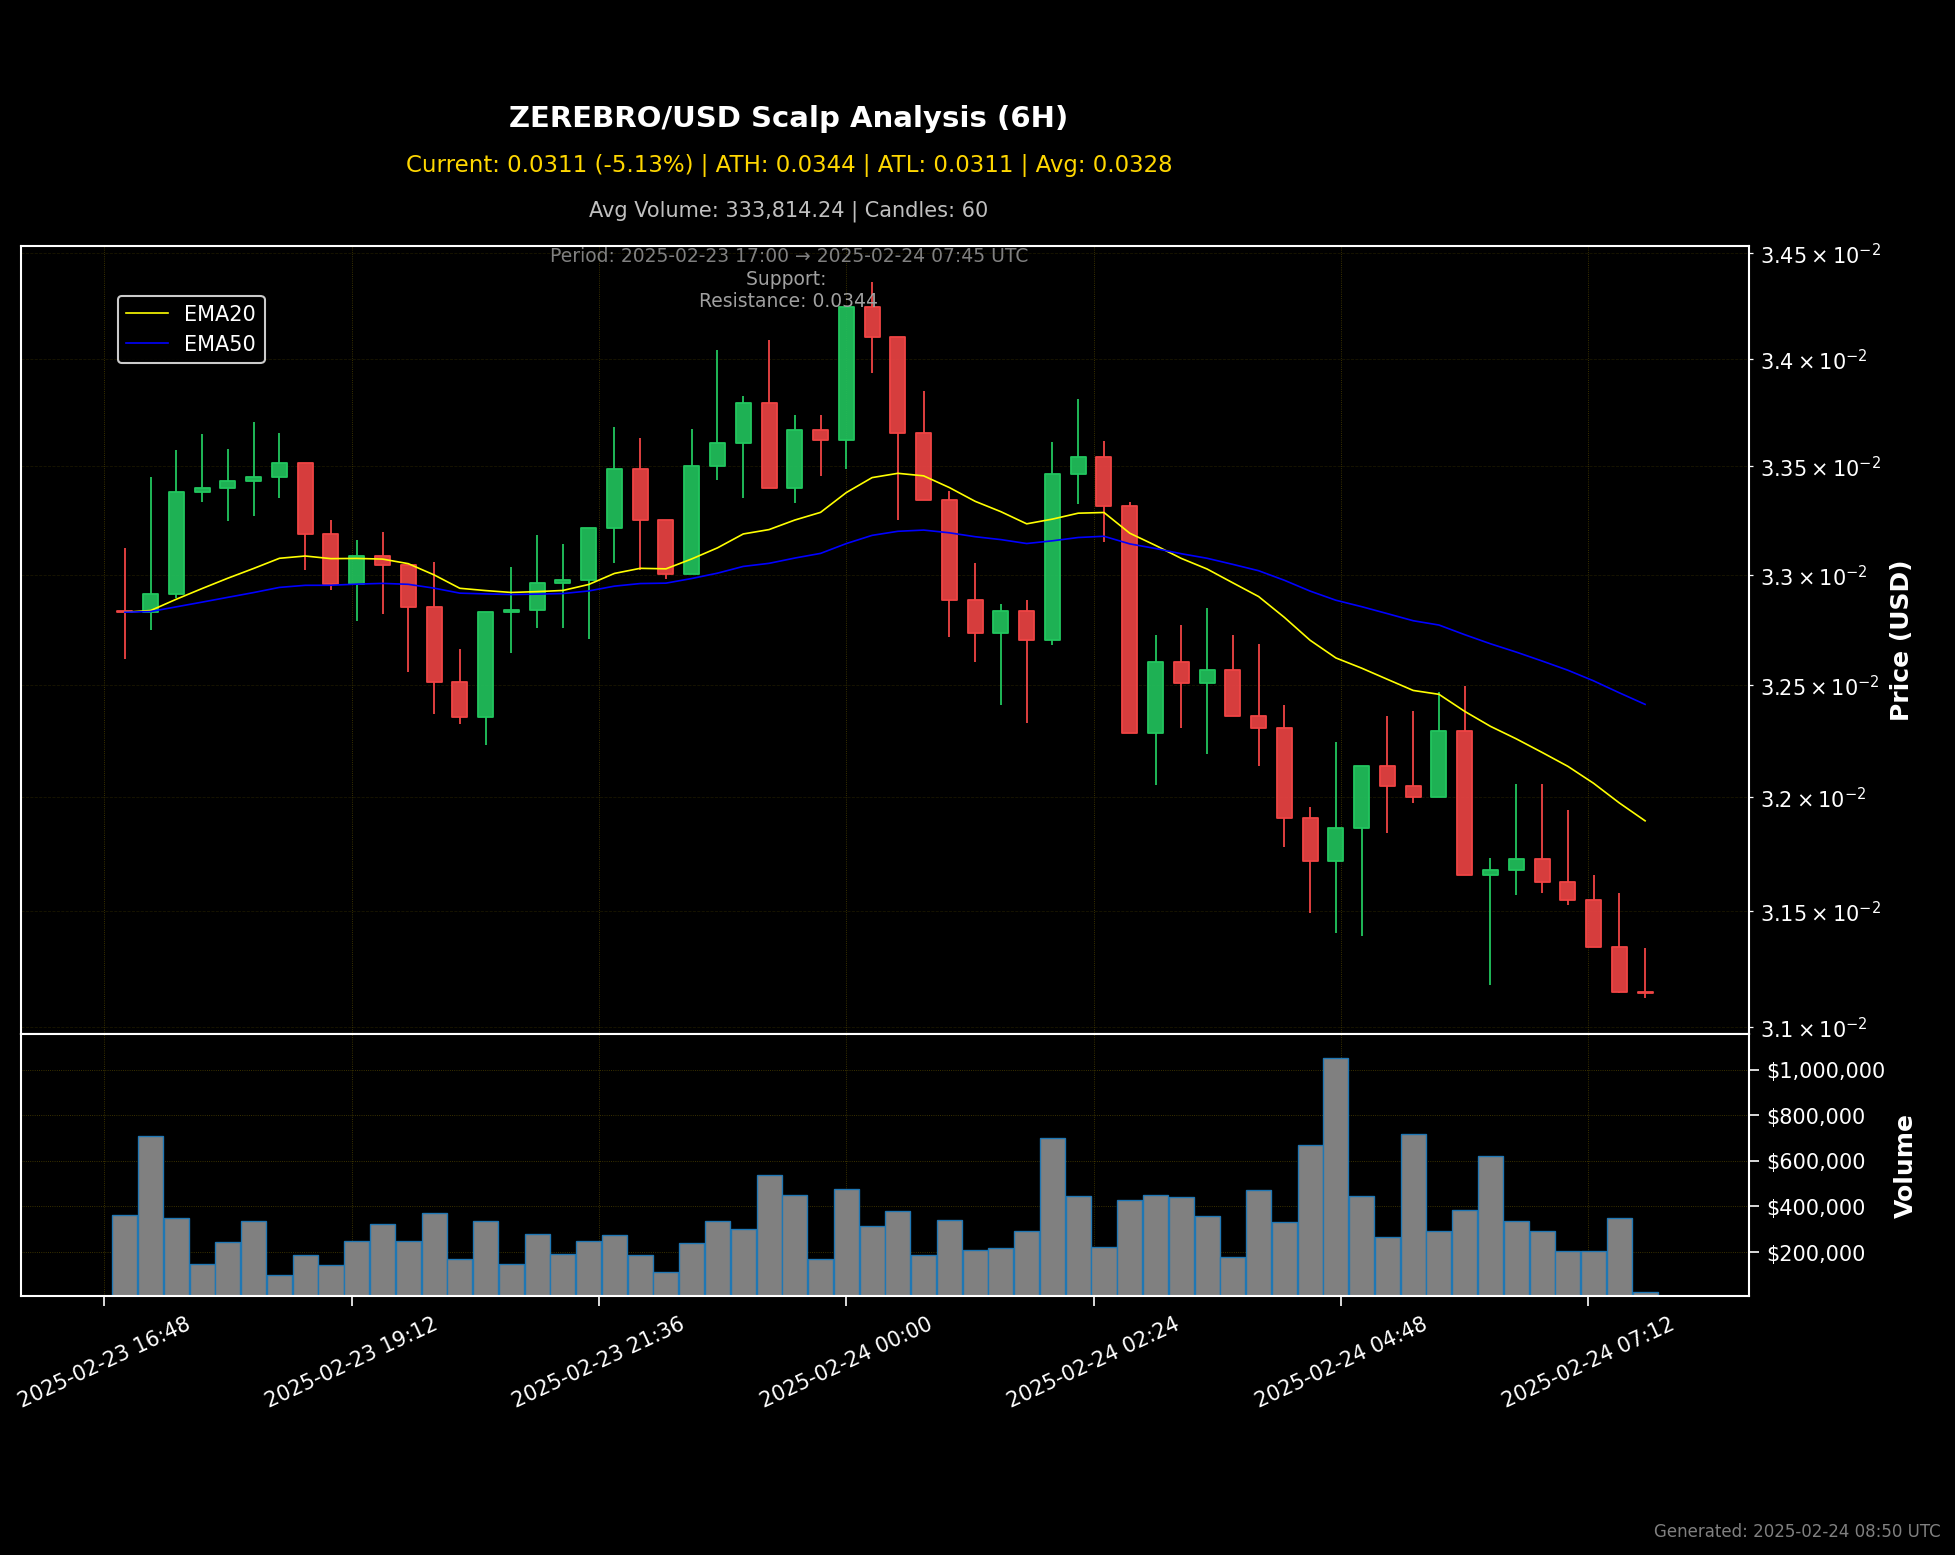 ZEREBRO/USD Scalp Analysis (6H)
Current: 0.0311 (-5.13%) | ATH: 0.0344 | ATL: 0.0311 | Avg: 0.0328
Avg Volume: 333,814.24 | Candles: 60
Period: 2025-02-23 17:00 → 2025-02-24 07:45 UTC
Support:
Resistance: 0.0344
EMA20
EMA50
3.45 × 10⁻²
3.4 × 10⁻²
3.35 × 10⁻²
3.3 × 10⁻²
3.25 × 10⁻²
3.2 × 10⁻²
3.15 × 10⁻²
3.1 × 10⁻²
Price (USD)
$1,000,000
$800,000
$600,000
$400,000
$200,000
Volume
2025-02-23 16:48
2025-02-23 19:12
2025-02-23 21:36
2025-02-24 00:00
2025-02-24 02:24
2025-02-24 04:48
2025-02-24 07:12
Generated: 2025-02-24 08:50 UTC